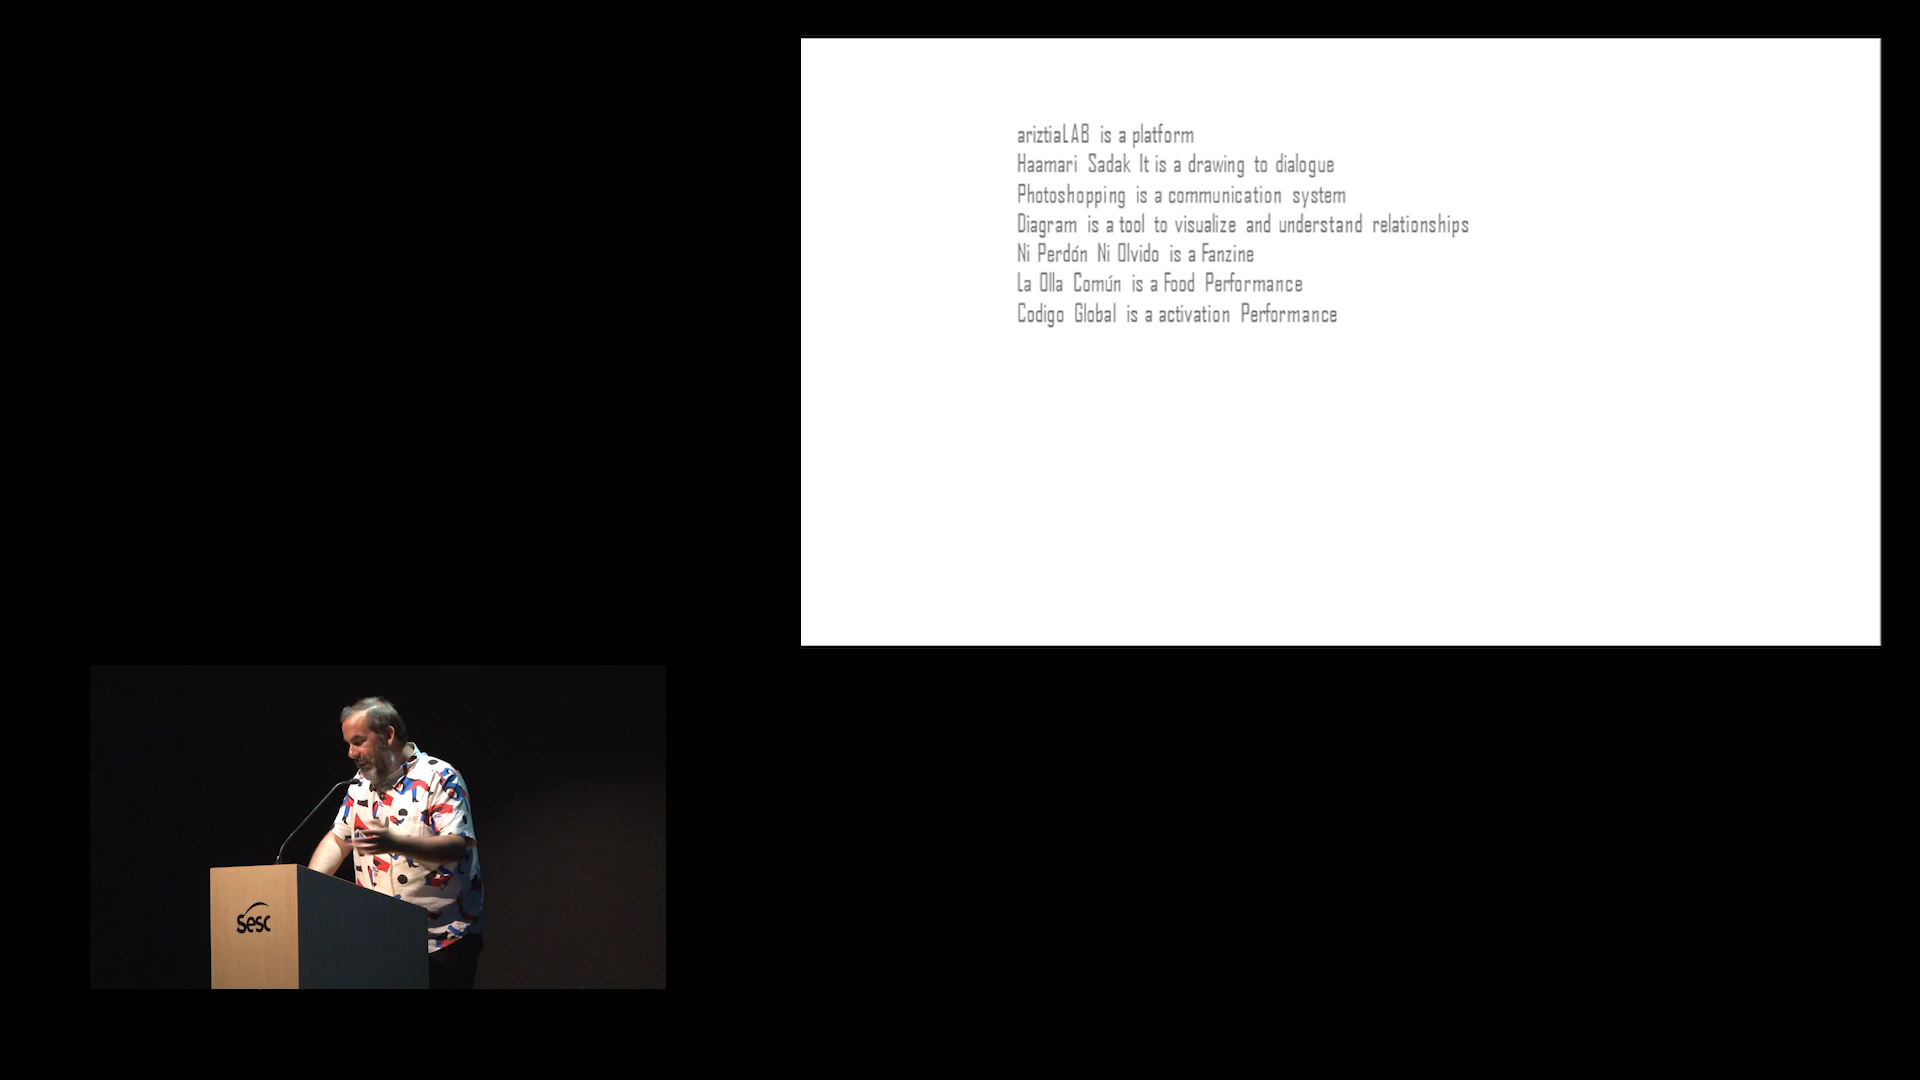 ariztiaLAB is a platform
Haamari Sadak It is a drawing to dialogue
Photoshopping is a communication system
Diagram is a tool to visualize and understand relationships
Ni Perdón Ni Olvido is a Fanzine
La Olla Común is a Food Performance
Codigo Global is a activation Performance
Sesc